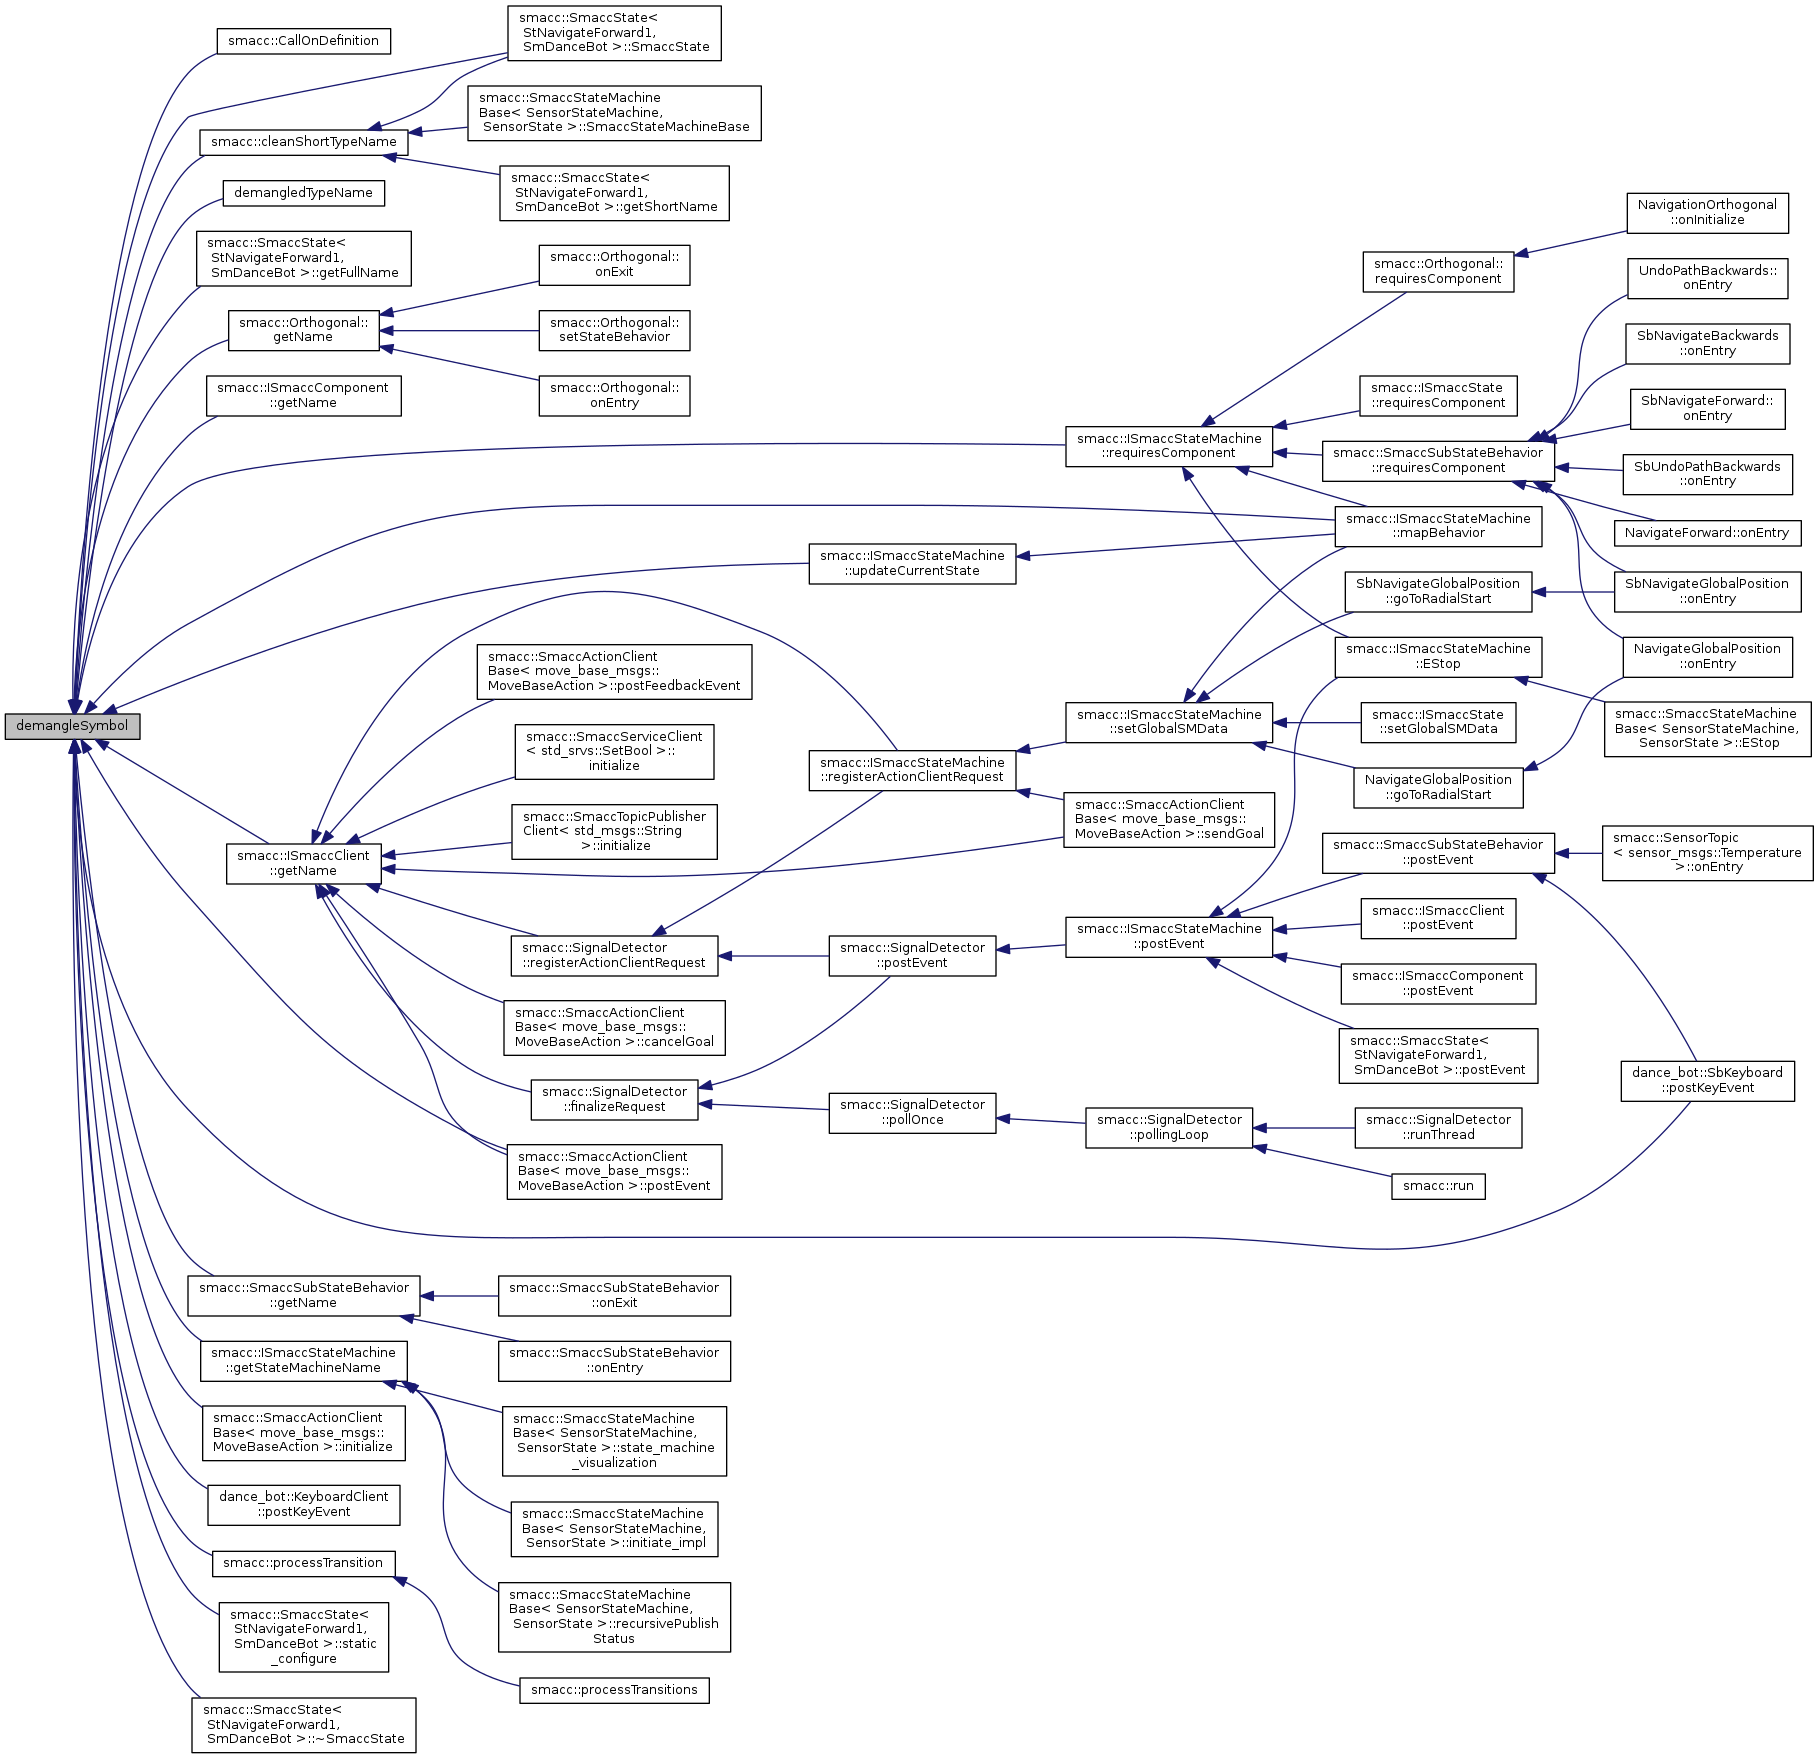 demangleSymbol
smacc::CallOnDefinition
smacc::cleanShortTypeName
demangledTypeName
smacc::SmaccState<
StNavigateForward1,
SmDanceBot >::getFullName
smacc::Orthogonal::
getName
smacc::ISmaccComponent
::getName
smacc::ISmaccClient
::getName
smacc::SmaccSubStateBehavior
::getName
smacc::ISmaccStateMachine
::getStateMachineName
smacc::SmaccActionClient
Base< move_base_msgs::
MoveBaseAction >::initialize
dance_bot::KeyboardClient
::postKeyEvent
smacc::processTransition
smacc::SmaccState<
StNavigateForward1,
SmDanceBot >::static
_configure
smacc::SmaccState<
StNavigateForward1,
SmDanceBot >::~SmaccState
smacc::SmaccState<
StNavigateForward1,
SmDanceBot >::SmaccState
smacc::SmaccStateMachine
Base< SensorStateMachine,
SensorState >::SmaccStateMachineBase
smacc::SmaccState<
StNavigateForward1,
SmDanceBot >::getShortName
smacc::Orthogonal::
onExit
smacc::Orthogonal::
setStateBehavior
smacc::Orthogonal::
onEntry
smacc::SmaccActionClient
Base< move_base_msgs::
MoveBaseAction >::postFeedbackEvent
smacc::SmaccServiceClient
< std_srvs::SetBool >::
initialize
smacc::SmaccTopicPublisher
Client< std_msgs::String
>::initialize
smacc::SignalDetector
::registerActionClientRequest
smacc::SmaccActionClient
Base< move_base_msgs::
MoveBaseAction >::cancelGoal
smacc::SignalDetector
::finalizeRequest
smacc::SmaccActionClient
Base< move_base_msgs::
MoveBaseAction >::postEvent
smacc::SmaccSubStateBehavior
::onExit
smacc::SmaccSubStateBehavior
::onEntry
smacc::SmaccStateMachine
Base< SensorStateMachine,
SensorState >::state_machine
_visualization
smacc::SmaccStateMachine
Base< SensorStateMachine,
SensorState >::initiate_impl
smacc::SmaccStateMachine
Base< SensorStateMachine,
SensorState >::recursivePublish
Status
smacc::processTransitions
smacc::ISmaccStateMachine
::updateCurrentState
smacc::ISmaccStateMachine
::registerActionClientRequest
smacc::SignalDetector
::postEvent
smacc::SignalDetector
::pollOnce
smacc::ISmaccStateMachine
::requiresComponent
smacc::ISmaccStateMachine
::setGlobalSMData
smacc::SmaccActionClient
Base< move_base_msgs::
MoveBaseAction >::sendGoal
smacc::ISmaccStateMachine
::postEvent
smacc::SignalDetector
::pollingLoop
smacc::Orthogonal::
requiresComponent
smacc::ISmaccState
::requiresComponent
smacc::SmaccSubStateBehavior
::requiresComponent
smacc::ISmaccStateMachine
::mapBehavior
SbNavigateGlobalPosition
::goToRadialStart
smacc::ISmaccStateMachine
::EStop
smacc::ISmaccState
::setGlobalSMData
NavigateGlobalPosition
::goToRadialStart
smacc::SmaccSubStateBehavior
::postEvent
smacc::ISmaccClient
::postEvent
smacc::ISmaccComponent
::postEvent
smacc::SmaccState<
StNavigateForward1,
SmDanceBot >::postEvent
smacc::SignalDetector
::runThread
smacc::run
NavigationOrthogonal
::onInitialize
UndoPathBackwards::
onEntry
SbNavigateBackwards
::onEntry
SbNavigateForward::
onEntry
SbUndoPathBackwards
::onEntry
NavigateForward::onEntry
SbNavigateGlobalPosition
::onEntry
NavigateGlobalPosition
::onEntry
smacc::SmaccStateMachine
Base< SensorStateMachine,
SensorState >::EStop
smacc::SensorTopic
< sensor_msgs::Temperature
>::onEntry
dance_bot::SbKeyboard
::postKeyEvent